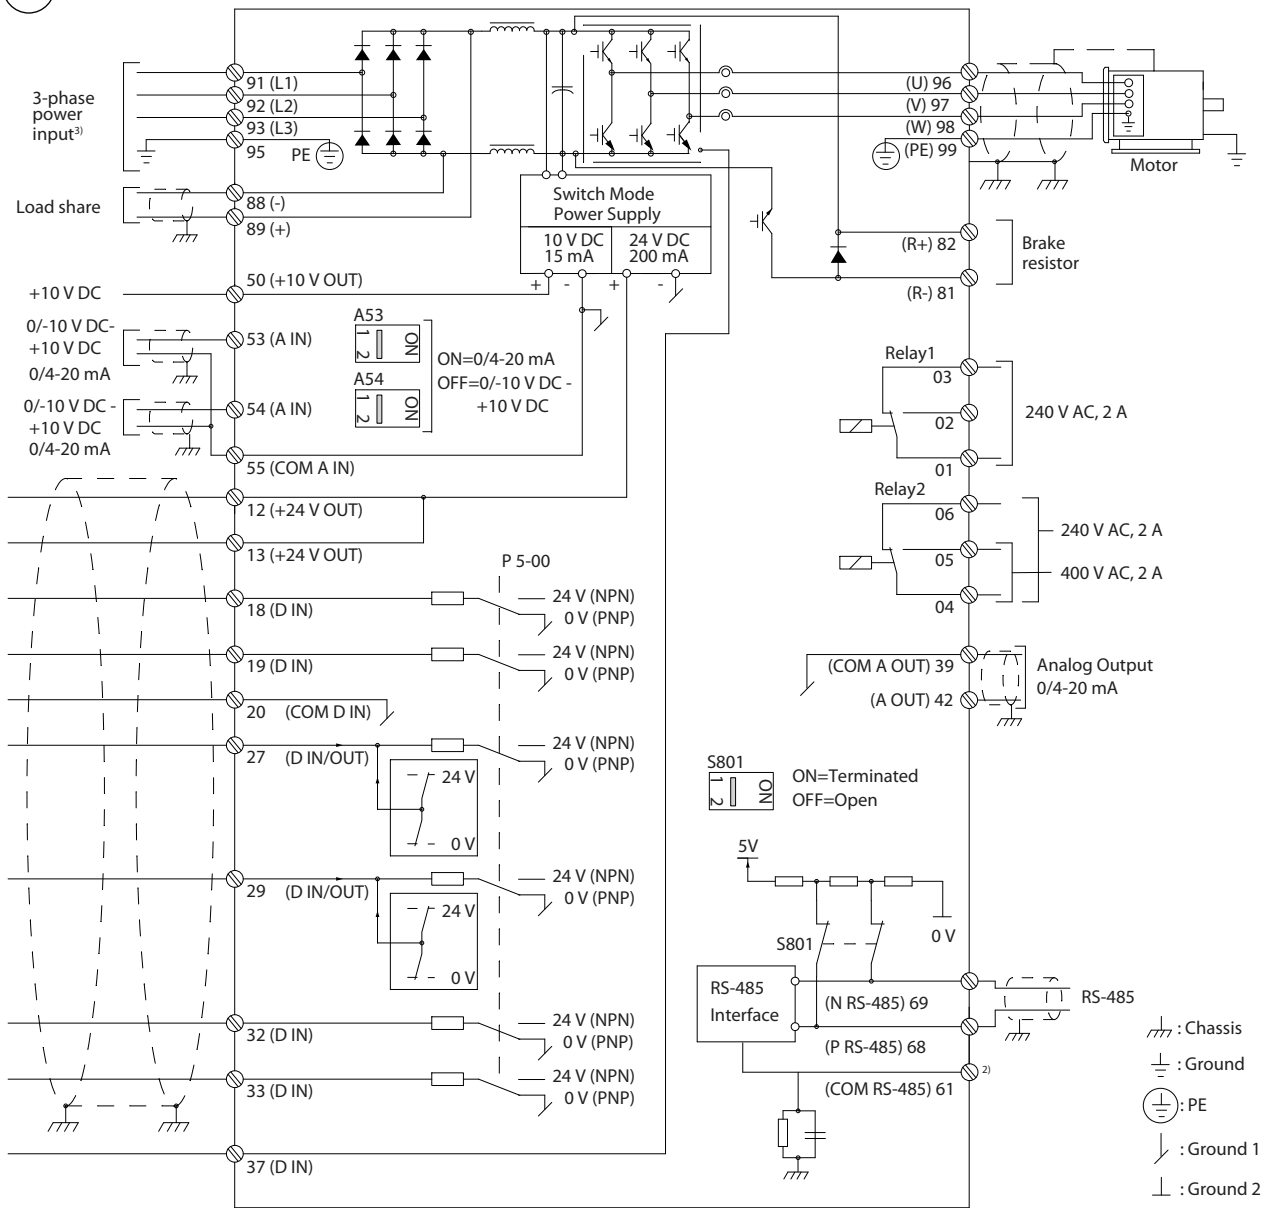 3-phase
power
input3)
91 (L1)
92 (L2)
93 (L3)
95
PE
Load share
88 (-)
89 (+)
50 (+10 V OUT)
+10 V DC
0/-10 V DC-
+10 V DC
0/4-20 mA
53 (A IN)
0/-10 V DC -
+10 V DC
0/4-20 mA
54 (A IN)
55 (COM A IN)
12 (+24 V OUT)
13 (+24 V OUT)
18 (D IN)
19 (D IN)
20 (COM D IN)
27 (D IN/OUT)
24 V
0 V
29 (D IN/OUT)
24 V
0 V
32 (D IN)
33 (D IN)
37 (D IN)
Switch Mode
Power Supply
10 V DC
15 mA
24 V DC
200 mA
+ - + -
A53
1 2 ON
A54
1 2 ON
ON=0/4-20 mA
OFF=0/-10 V DC -
+10 V DC
P 5-00
24 V (NPN)
0 V (PNP)
24 V (NPN)
0 V (PNP)
24 V (NPN)
0 V (PNP)
24 V (NPN)
0 V (PNP)
24 V (NPN)
0 V (PNP)
24 V (NPN)
0 V (PNP)
(U) 96
(V) 97
(W) 98
(PE) 99
Motor
(R+) 82
(R-) 81
Brake
resistor
Relay1
03
02
01
240 V AC, 2 A
Relay2
06
05
04
240 V AC, 2 A
400 V AC, 2 A
(COM A OUT) 39
(A OUT) 42
Analog Output
0/4-20 mA
S801
1 2 ON
ON=Terminated
OFF=Open
5V
S801
0 V
RS-485
Interface
(N RS-485) 69
(P RS-485) 68
(COM RS-485) 61
2)
RS-485
: Chassis
: Ground
: PE
: Ground 1
: Ground 2